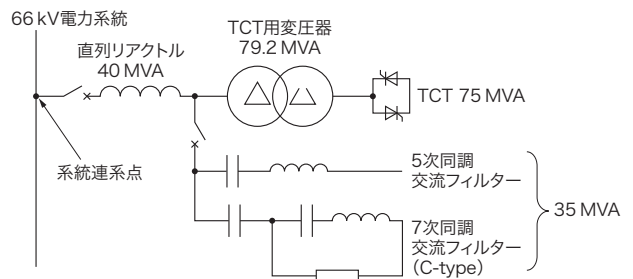 66 kV電力系統
直列リアクトル
40 MVA
TCT用変圧器
79.2 MVA
TCT 75 MVA
系統連系点
5次同調
交流フィルター
35 MVA
7次同調
交流フィルター
(C-type)